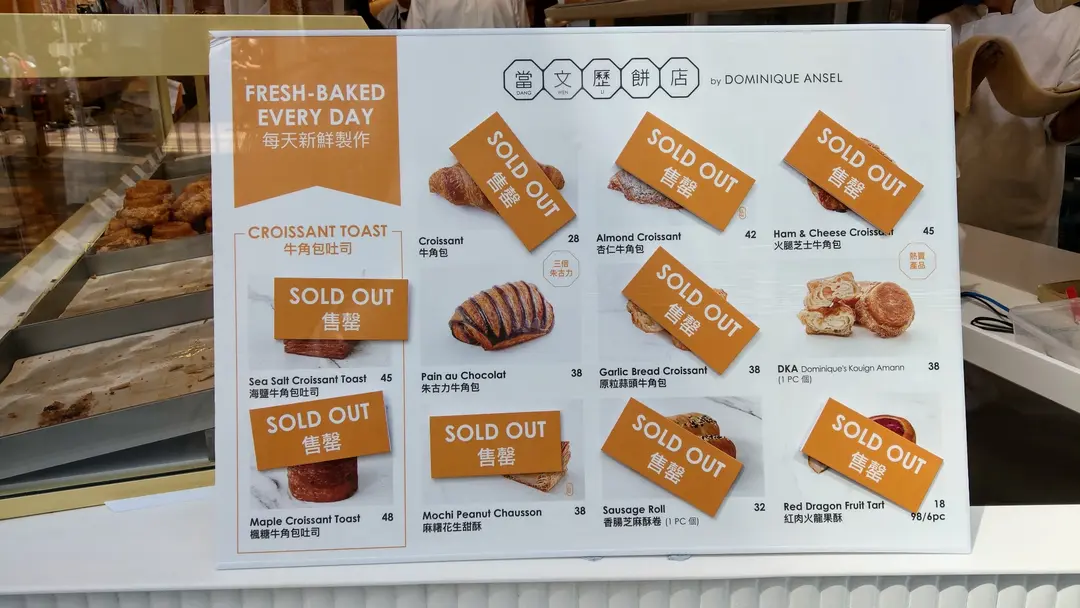 FRESH-BAKED
EVERY DAY
每天新鮮製作
當文歷餅店 by DOMINIQUE ANSEL
DANG WEN LI
SOLD OUT
售罄
Croissant 28
牛角包
SOLD OUT
售罄
Almond Croissant 42
杏仁牛角包
SOLD OUT
售罄
Ham & Cheese Croissant 45
火腿芝士牛角包
CROISSANT TOAST
牛角包吐司
SOLD OUT
售罄
Sea Salt Croissant Toast 45
海鹽牛角包吐司
三倍
朱古力
Pain au Chocolat 38
朱古力牛角包
SOLD OUT
售罄
Garlic Bread Croissant 38
原粒蒜頭牛角包
熱賣
產品
DKA Dominique's Kouign Amann 38
(1 PC 個)
SOLD OUT
售罄
Maple Croissant Toast 48
楓糖牛角包吐司
SOLD OUT
售罄
Mochi Peanut Chausson 38
麻糬花生甜酥
SOLD OUT
售罄
Sausage Roll 32
香腸芝麻酥卷 (1 PC 個)
SOLD OUT
售罄
Red Dragon Fruit Tart 18
紅肉火龍果酥 98/6pc